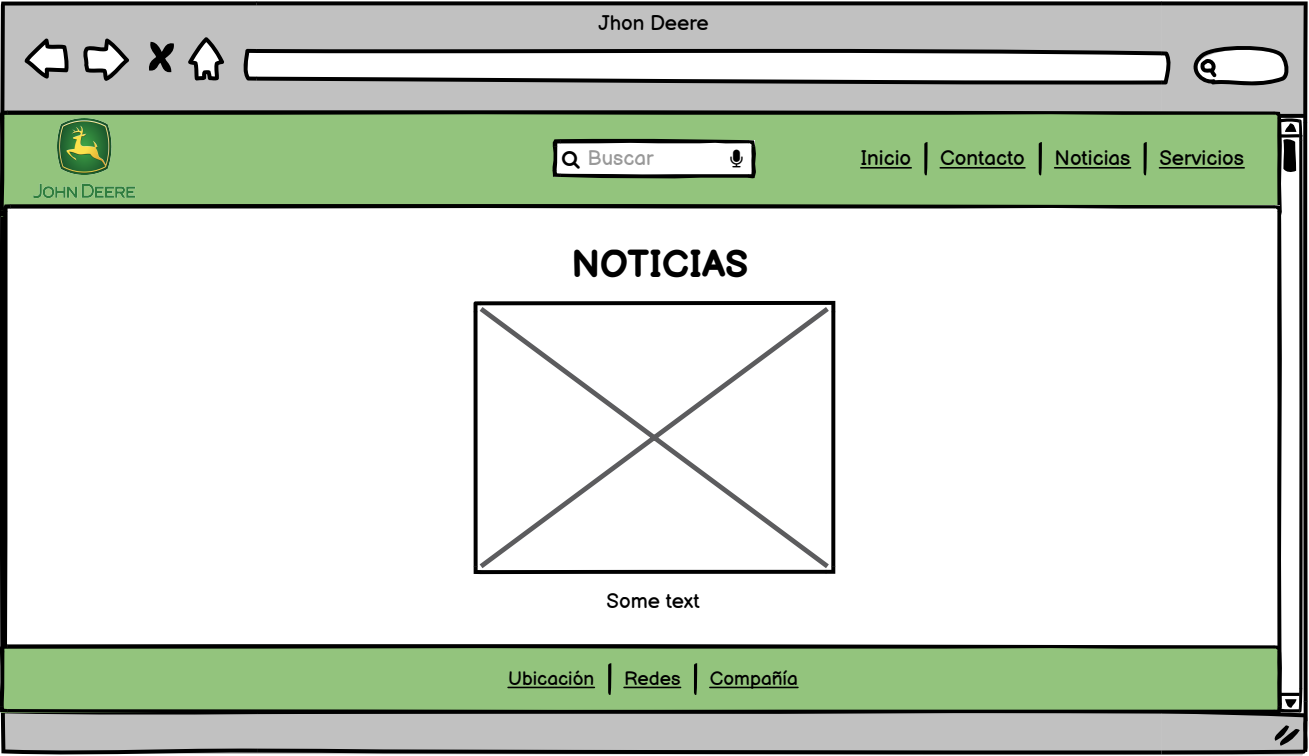 Jhon Deere
JOHN DEERE
Buscar
Inicio Contacto Noticias Servicios
NOTICIAS
Some text
Ubicación Redes Compañía